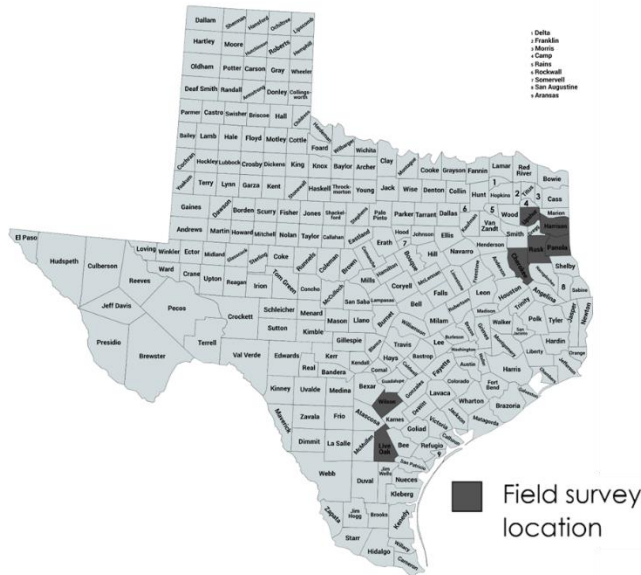 1 Delta
2 Franklin
3 Morris
4 Camp
5 Rains
6 Rockwall
7 Somervell
8 San Augustine
9 Aransas
Dallam Sherman Hansford Ochiltree Lipscomb
Hartley Moore Hutchinson Roberts Hemphill
Oldham Potter Carson Gray Wheeler
Deaf Smith Randall Armstrong Donley Collingsworth
Parmer Castro Swisher Briscoe Hall Childress
Bailey Lamb Hale Floyd Motley Cottle Hardeman Foard Wilbarger Wichita Clay Montague Cooke Grayson Fannin Lamar Red River Bowie
Cochran Hockley Lubbock Crosby Dickens King Knox Baylor Archer Jack Wise Denton Collin Hunt 1 Hopkins 2 Titus 3 Cass
Yoakum Terry Lynn Garza Kent Stonewall Haskell Throckmorton Young Parker Tarrant Dallas 6 Kaufman 5 Wood 4 Marion
Gaines Dawson Borden Scurry Fisher Jones Shackelford Stephens Palo Pinto Hood Johnson Ellis Van Zandt Smith Harrison
Andrews Martin Howard Mitchell Nolan Taylor Callahan Eastland Erath 7 Hill Navarro Henderson Rusk Panola
El Paso Hudspeth Culberson Loving Winkler Ector Midland Glasscock Sterling Coke Runnels Coleman Brown Comanche Hamilton Bosque Anderson Cherokee Shelby
Reeves Ward Crane Upton Reagan Irion Tom Green Concho McCulloch Mills Coryell McLennan Limestone Freestone Leon Houston Angelina 8 Sabine
Jeff Davis Pecos Crockett Schleicher Menard San Saba Lampasas Bell Falls Robertson Madison Trinity Polk Tyler Jasper Newton
Presidio Brewster Terrell Sutton Kimble Mason Llano Burnet Williamson Milam Brazos Grimes Walker San Jacinto Hardin
Val Verde Edwards Kerr Gillespie Blanco Travis Lee Burleson Washington Montgomery Liberty Orange
Real Bandera Kendall Hays Comal Bastrop Fayette Austin Waller Harris Chambers Jefferson
Kinney Uvalde Medina Bexar Guadalupe Caldwell Gonzales Lavaca Colorado Fort Bend Galveston
Maverick Zavala Frio Atascosa Wilson Karnes DeWitt Wharton Brazoria
Dimmit La Salle McMullen Live Oak Bee Goliad Victoria Jackson Matagorda
Webb Duval Jim Wells San Patricio Refugio Calhoun 9
Nueces
Kleberg
Zapata Jim Hogg Brooks Kenedy
Starr Hidalgo Willacy
Cameron
Field survey
location